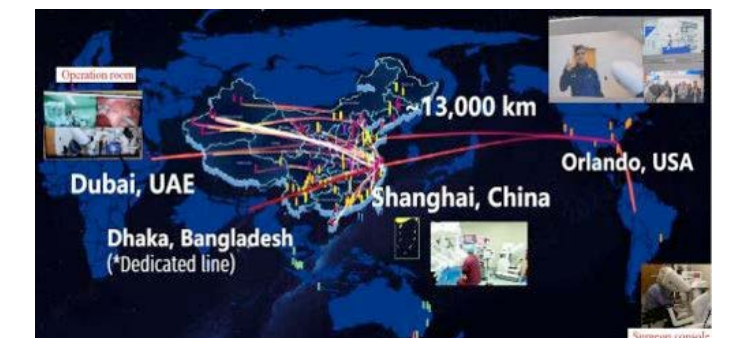 Operation room
~13,000 km
Orlando, USA
Dubai, UAE
Shanghai, China
Dhaka, Bangladesh
(*Dedicated line)
Surgeon console